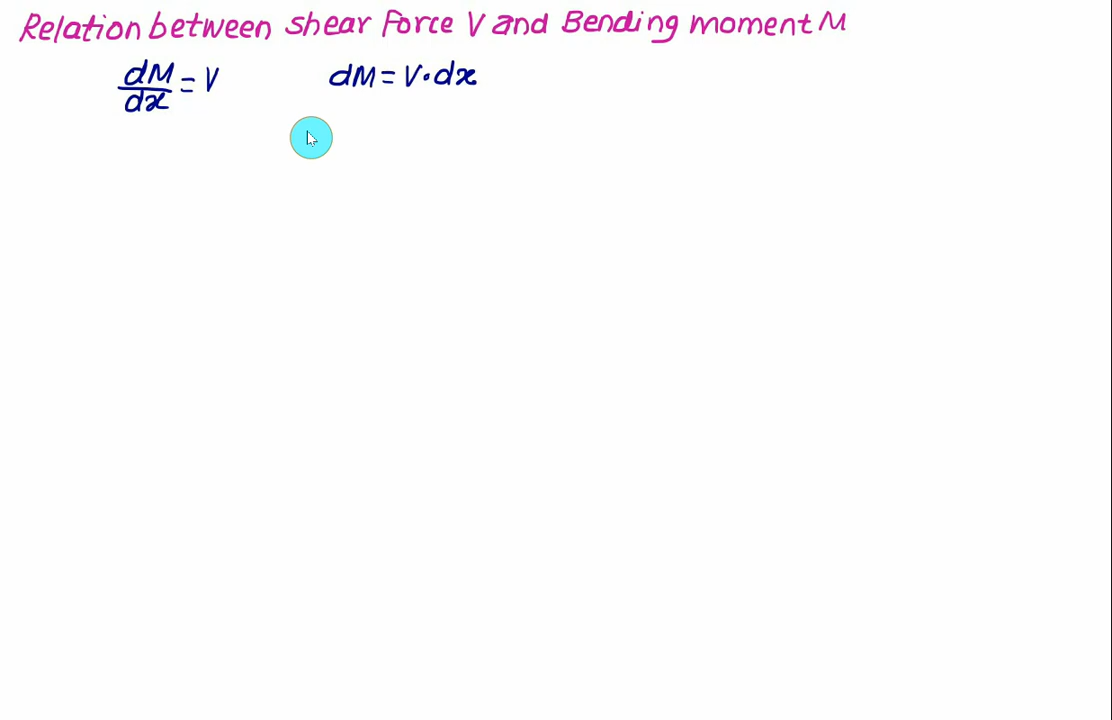 Relation between shear Force V and Bending moment M
dM/dx = V    dM = V·dx